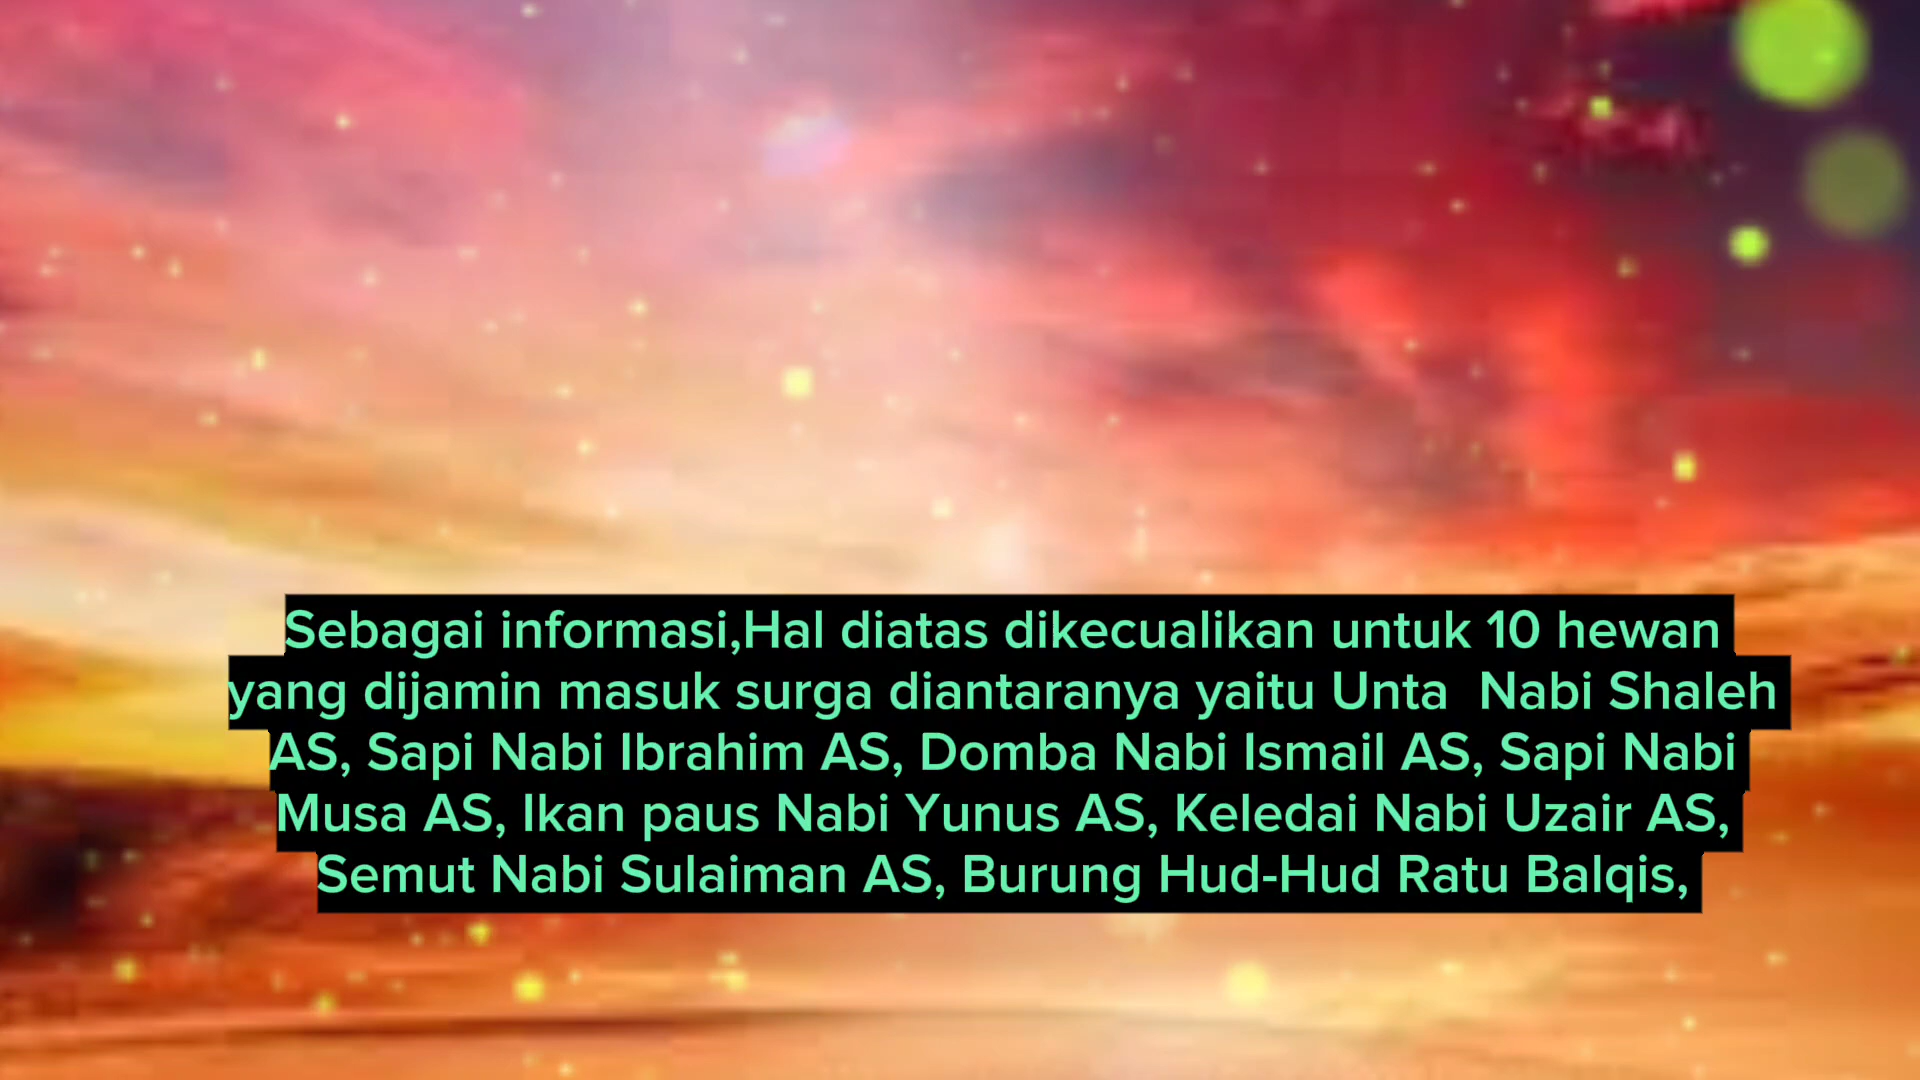 Sebagai informasi,Hal diatas dikecualikan untuk 10 hewan
yang dijamin masuk surga diantaranya yaitu Unta  Nabi Shaleh
AS, Sapi Nabi Ibrahim AS, Domba Nabi Ismail AS, Sapi Nabi
Musa AS, Ikan paus Nabi Yunus AS, Keledai Nabi Uzair AS,
Semut Nabi Sulaiman AS, Burung Hud-Hud Ratu Balqis,